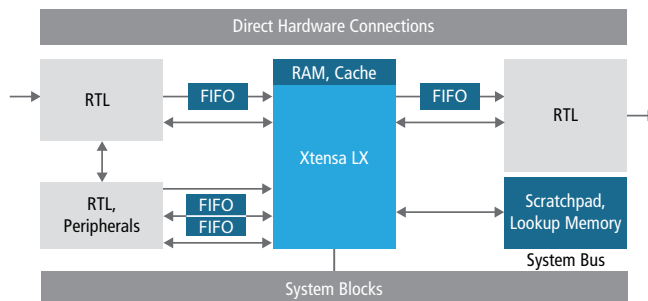 Direct Hardware Connections
RAM, Cache
RTL
FIFO
FIFO
RTL
Xtensa LX
RTL,
Peripherals
FIFO
FIFO
Scratchpad,
Lookup Memory
System Bus
System Blocks